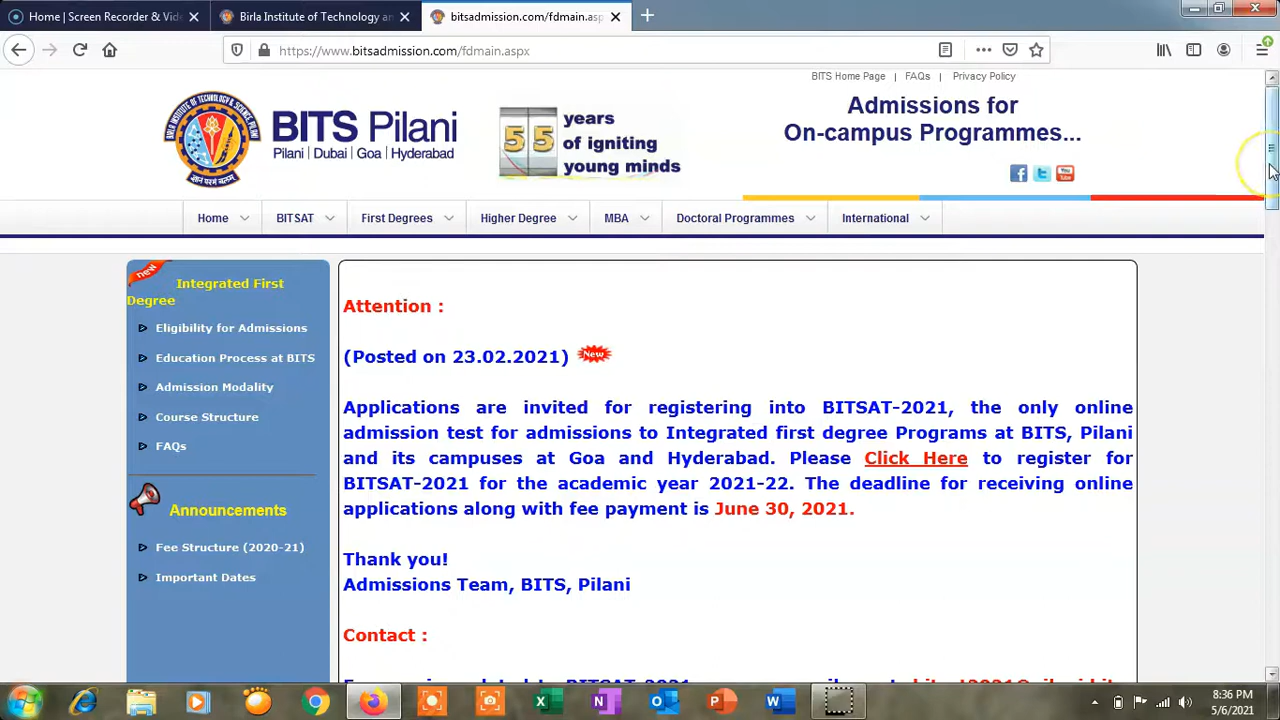 Home | Screen Recorder & Vide
Birla Institute of Technology an
bitsadmission.com/fdmain.asp
https://www.bitsadmission.com/fdmain.aspx
BITS Home Page | FAQs | Privacy Policy
BITS Pilani
Pilani | Dubai | Goa | Hyderabad
55 years
of igniting
young minds
Admissions for
On-campus Programmes...
Home
BITSAT
First Degrees
Higher Degree
MBA
Doctoral Programmes
International
new
Integrated First
Degree
Eligibility for Admissions
Education Process at BITS
Admission Modality
Course Structure
FAQs
Announcements
Fee Structure (2020-21)
Important Dates
Attention :
(Posted on 23.02.2021) New
Applications are invited for registering into BITSAT-2021, the only online
admission test for admissions to Integrated first degree Programs at BITS, Pilani
and its campuses at Goa and Hyderabad. Please Click Here to register for
BITSAT-2021 for the academic year 2021-22. The deadline for receiving online
applications along with fee payment is June 30, 2021.
Thank you!
Admissions Team, BITS, Pilani
Contact :
8:36 PM
5/6/2021